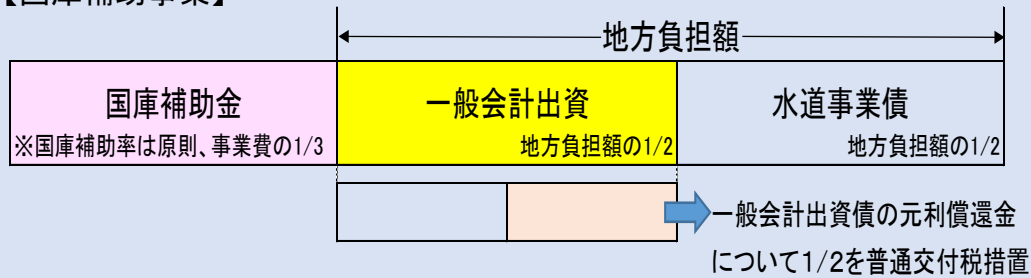 【国庫補助事業】
地方負担額
国庫補助金
※国庫補助率は原則、事業費の1/3
一般会計出資
地方負担額の1/2
水道事業債
地方負担額の1/2
一般会計出資債の元利償還金
について1/2を普通交付税措置